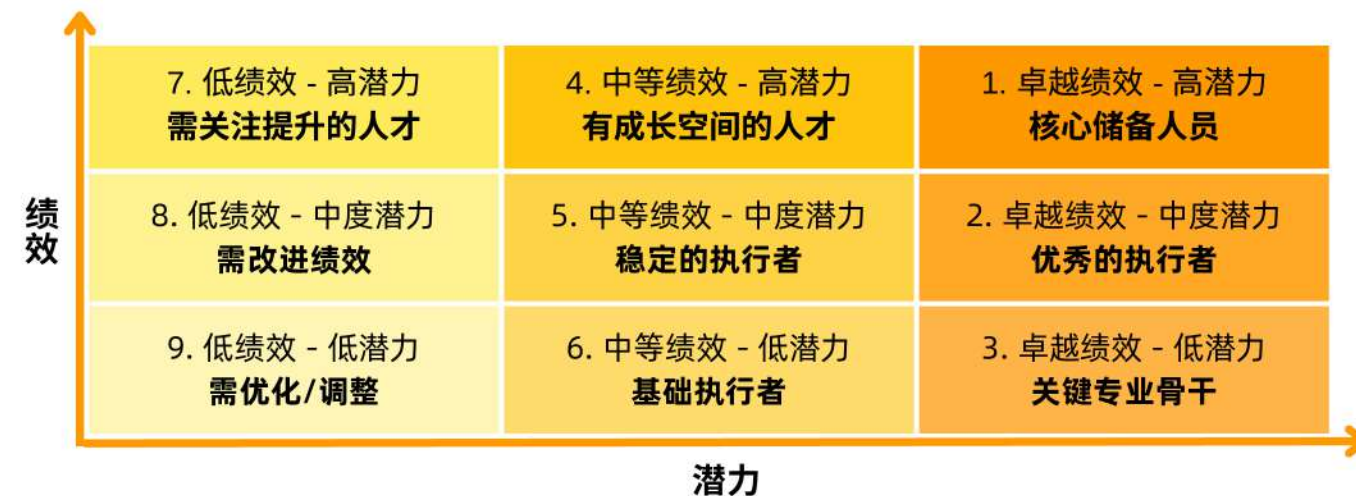 7. 低绩效 - 高潜力
需关注提升的人才
4. 中等绩效 - 高潜力
有成长空间的人才
1. 卓越绩效 - 高潜力
核心储备人员
绩效
8. 低绩效 - 中度潜力
需改进绩效
5. 中等绩效 - 中度潜力
稳定的执行者
2. 卓越绩效 - 中度潜力
优秀的执行者
9. 低绩效 - 低潜力
需优化/调整
6. 中等绩效 - 低潜力
基础执行者
3. 卓越绩效 - 低潜力
关键专业骨干
潜力